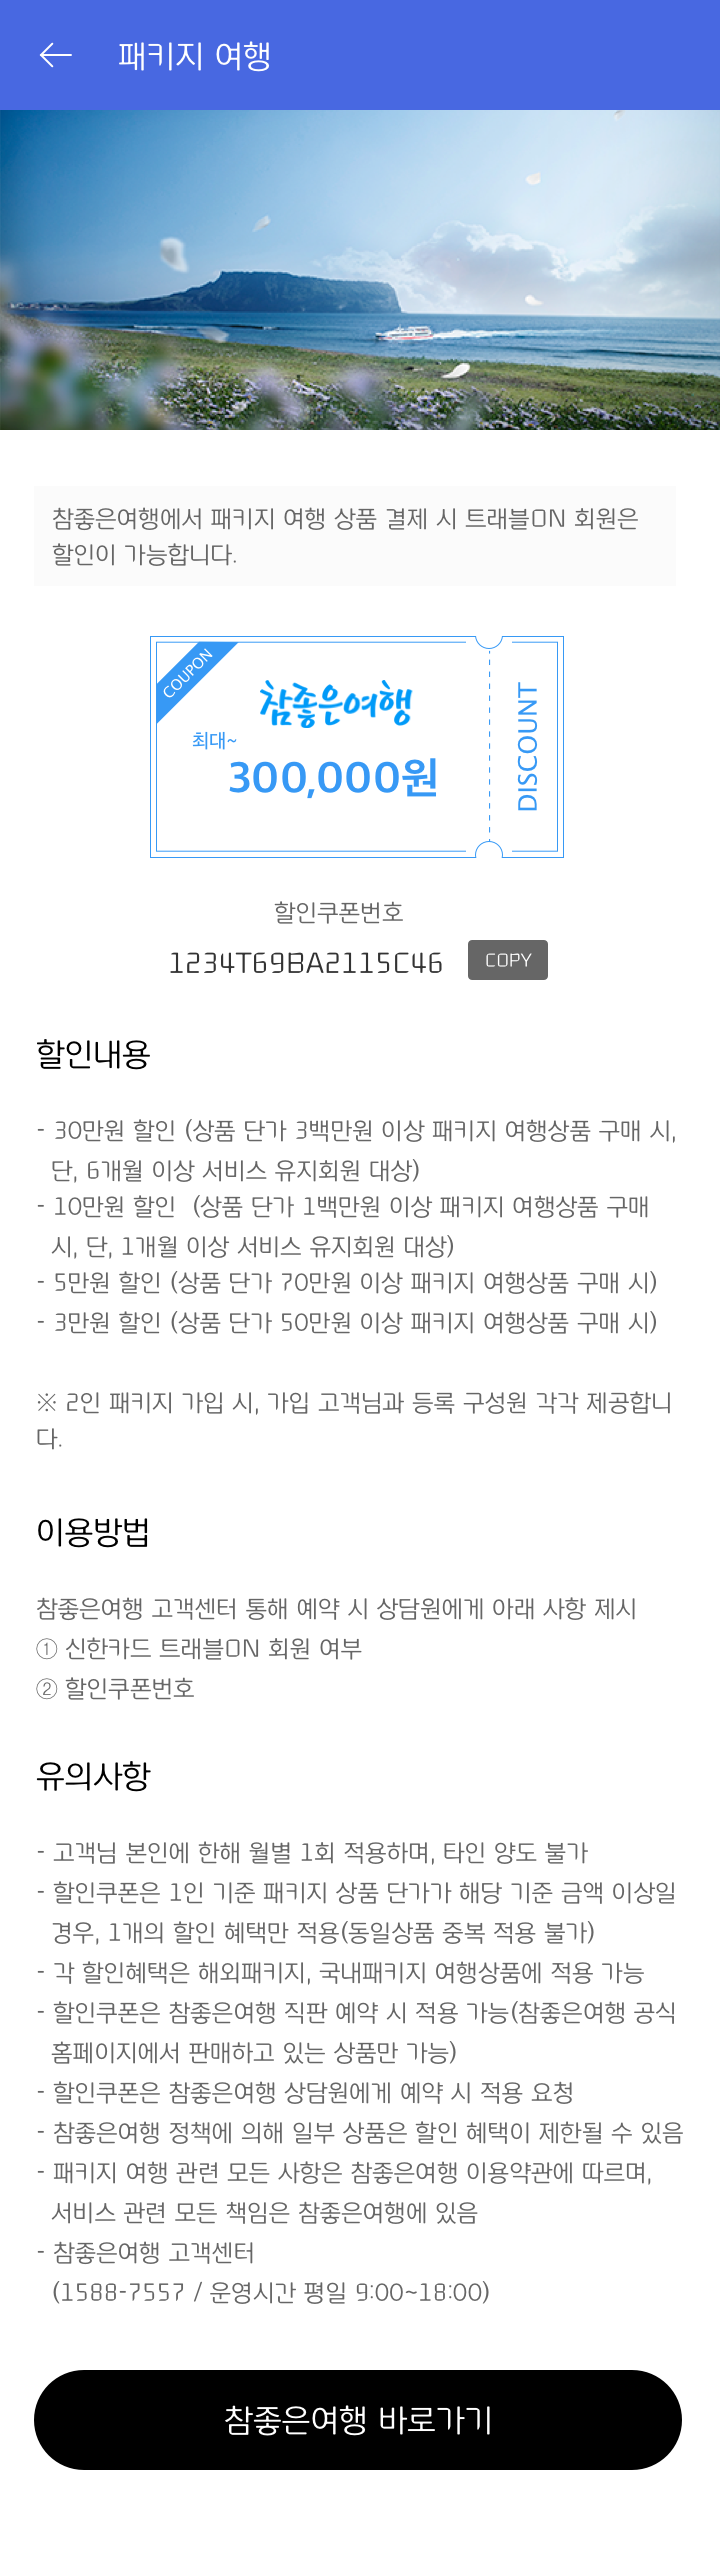 패키지 여행
참좋은여행에서 패키지 여행 상품 결제 시 트래블ON 회원은
할인이 가능합니다.
COUPON
참좋은여행
최대~
300,000원
DISCOUNT
할인쿠폰번호
1234T69BA2115C46 COPY
할인내용
- 30만원 할인 (상품 단가 3백만원 이상 패키지 여행상품 구매 시,
단, 6개월 이상 서비스 유지회원 대상)
- 10만원 할인  (상품 단가 1백만원 이상 패키지 여행상품 구매
시, 단, 1개월 이상 서비스 유지회원 대상)
- 5만원 할인 (상품 단가 70만원 이상 패키지 여행상품 구매 시)
- 3만원 할인 (상품 단가 50만원 이상 패키지 여행상품 구매 시)
※ 2인 패키지 가입 시, 가입 고객님과 등록 구성원 각각 제공합니
다.
이용방법
참좋은여행 고객센터 통해 예약 시 상담원에게 아래 사항 제시
① 신한카드 트래블ON 회원 여부
② 할인쿠폰번호
유의사항
- 고객님 본인에 한해 월별 1회 적용하며, 타인 양도 불가
- 할인쿠폰은 1인 기준 패키지 상품 단가가 해당 기준 금액 이상일
경우, 1개의 할인 혜택만 적용(동일상품 중복 적용 불가)
- 각 할인혜택은 해외패키지, 국내패키지 여행상품에 적용 가능
- 할인쿠폰은 참좋은여행 직판 예약 시 적용 가능(참좋은여행 공식
홈페이지에서 판매하고 있는 상품만 가능)
- 할인쿠폰은 참좋은여행 상담원에게 예약 시 적용 요청
- 참좋은여행 정책에 의해 일부 상품은 할인 혜택이 제한될 수 있음
- 패키지 여행 관련 모든 사항은 참좋은여행 이용약관에 따르며,
서비스 관련 모든 책임은 참좋은여행에 있음
- 참좋은여행 고객센터
(1588-7557 / 운영시간 평일 9:00~18:00)
참좋은여행 바로가기